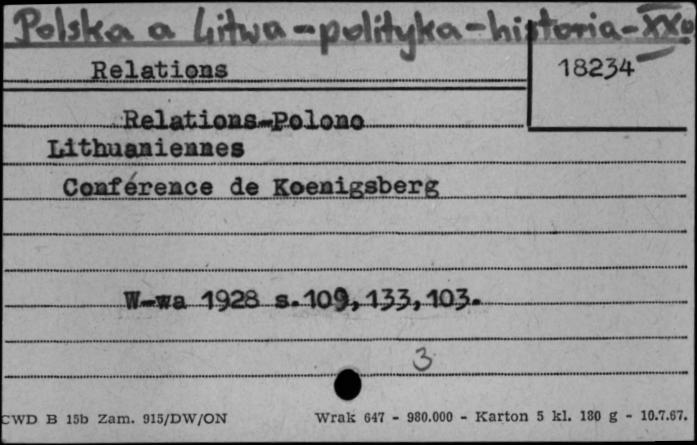 Polska a Litwa - polityka - historia - XXw.
Relations
18234
Relations-Polono
Lithuaniennes
Conférence de Koenigsberg
W-wa 1928 s.109,133,103.
3
CWD B 15b Zam. 915/DW/ON Wrak 647 - 980.000 - Karton 5 kl. 180 g - 10.7.67.